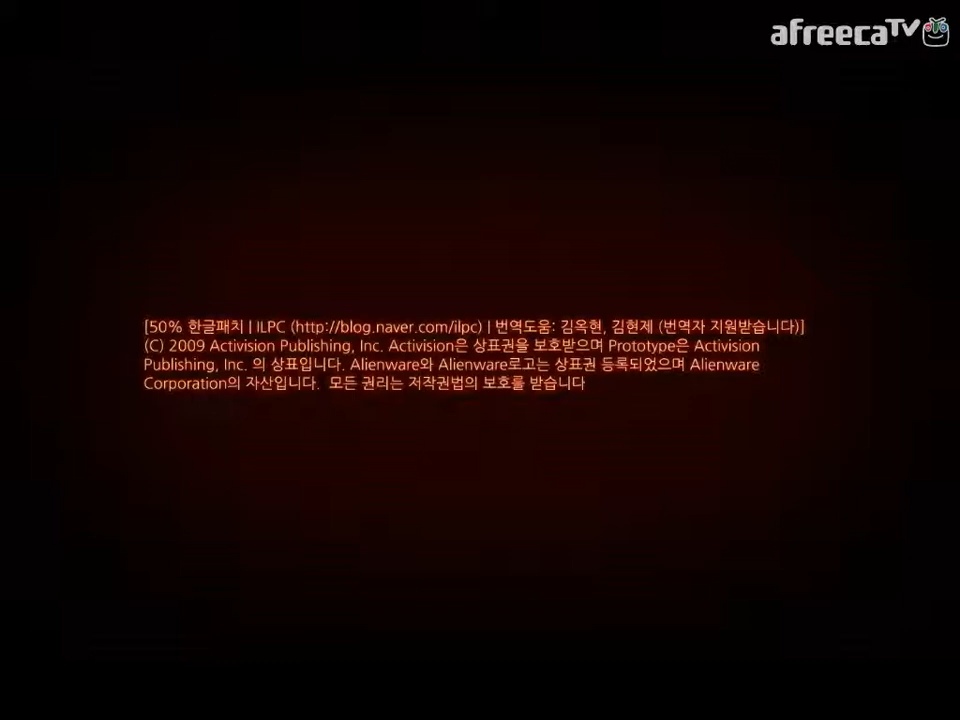 afreecaTV
[50% 한글패치 | ILPC (http://blog.naver.com/ilpc) | 번역도움: 김옥현, 김현제 (번역자 지원받습니다)]
(C) 2009 Activision Publishing, Inc. Activision은 상표권을 보호받으며 Prototype은 Activision
Publishing, Inc. 의 상표입니다. Alienware와 Alienware로고는 상표권 등록되었으며 Alienware
Corporation의 자산입니다.  모든 권리는 저작권법의 보호를 받습니다